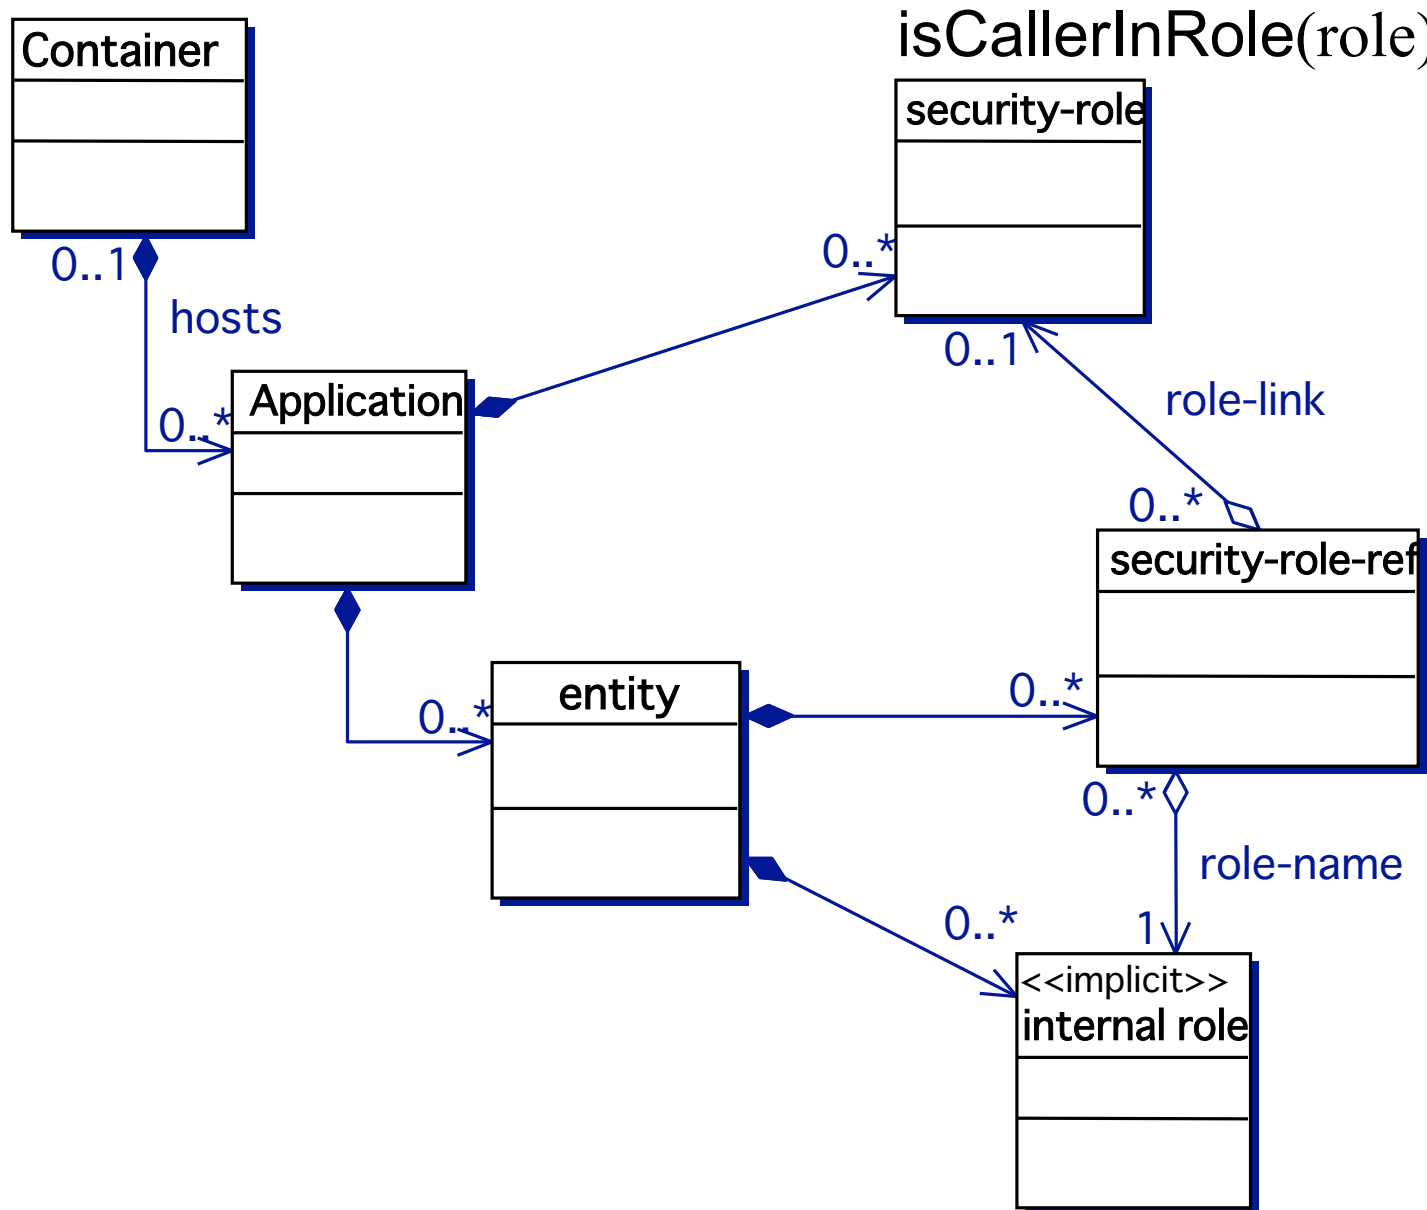 isCallerInRole(role)
Container
security-role
0..1
hosts
0..*
0..1
role-link
Application
0..*
0..*
security-role-ref
entity
0..*
0..*
0..*
role-name
0..*
1
<<implicit>>
internal role